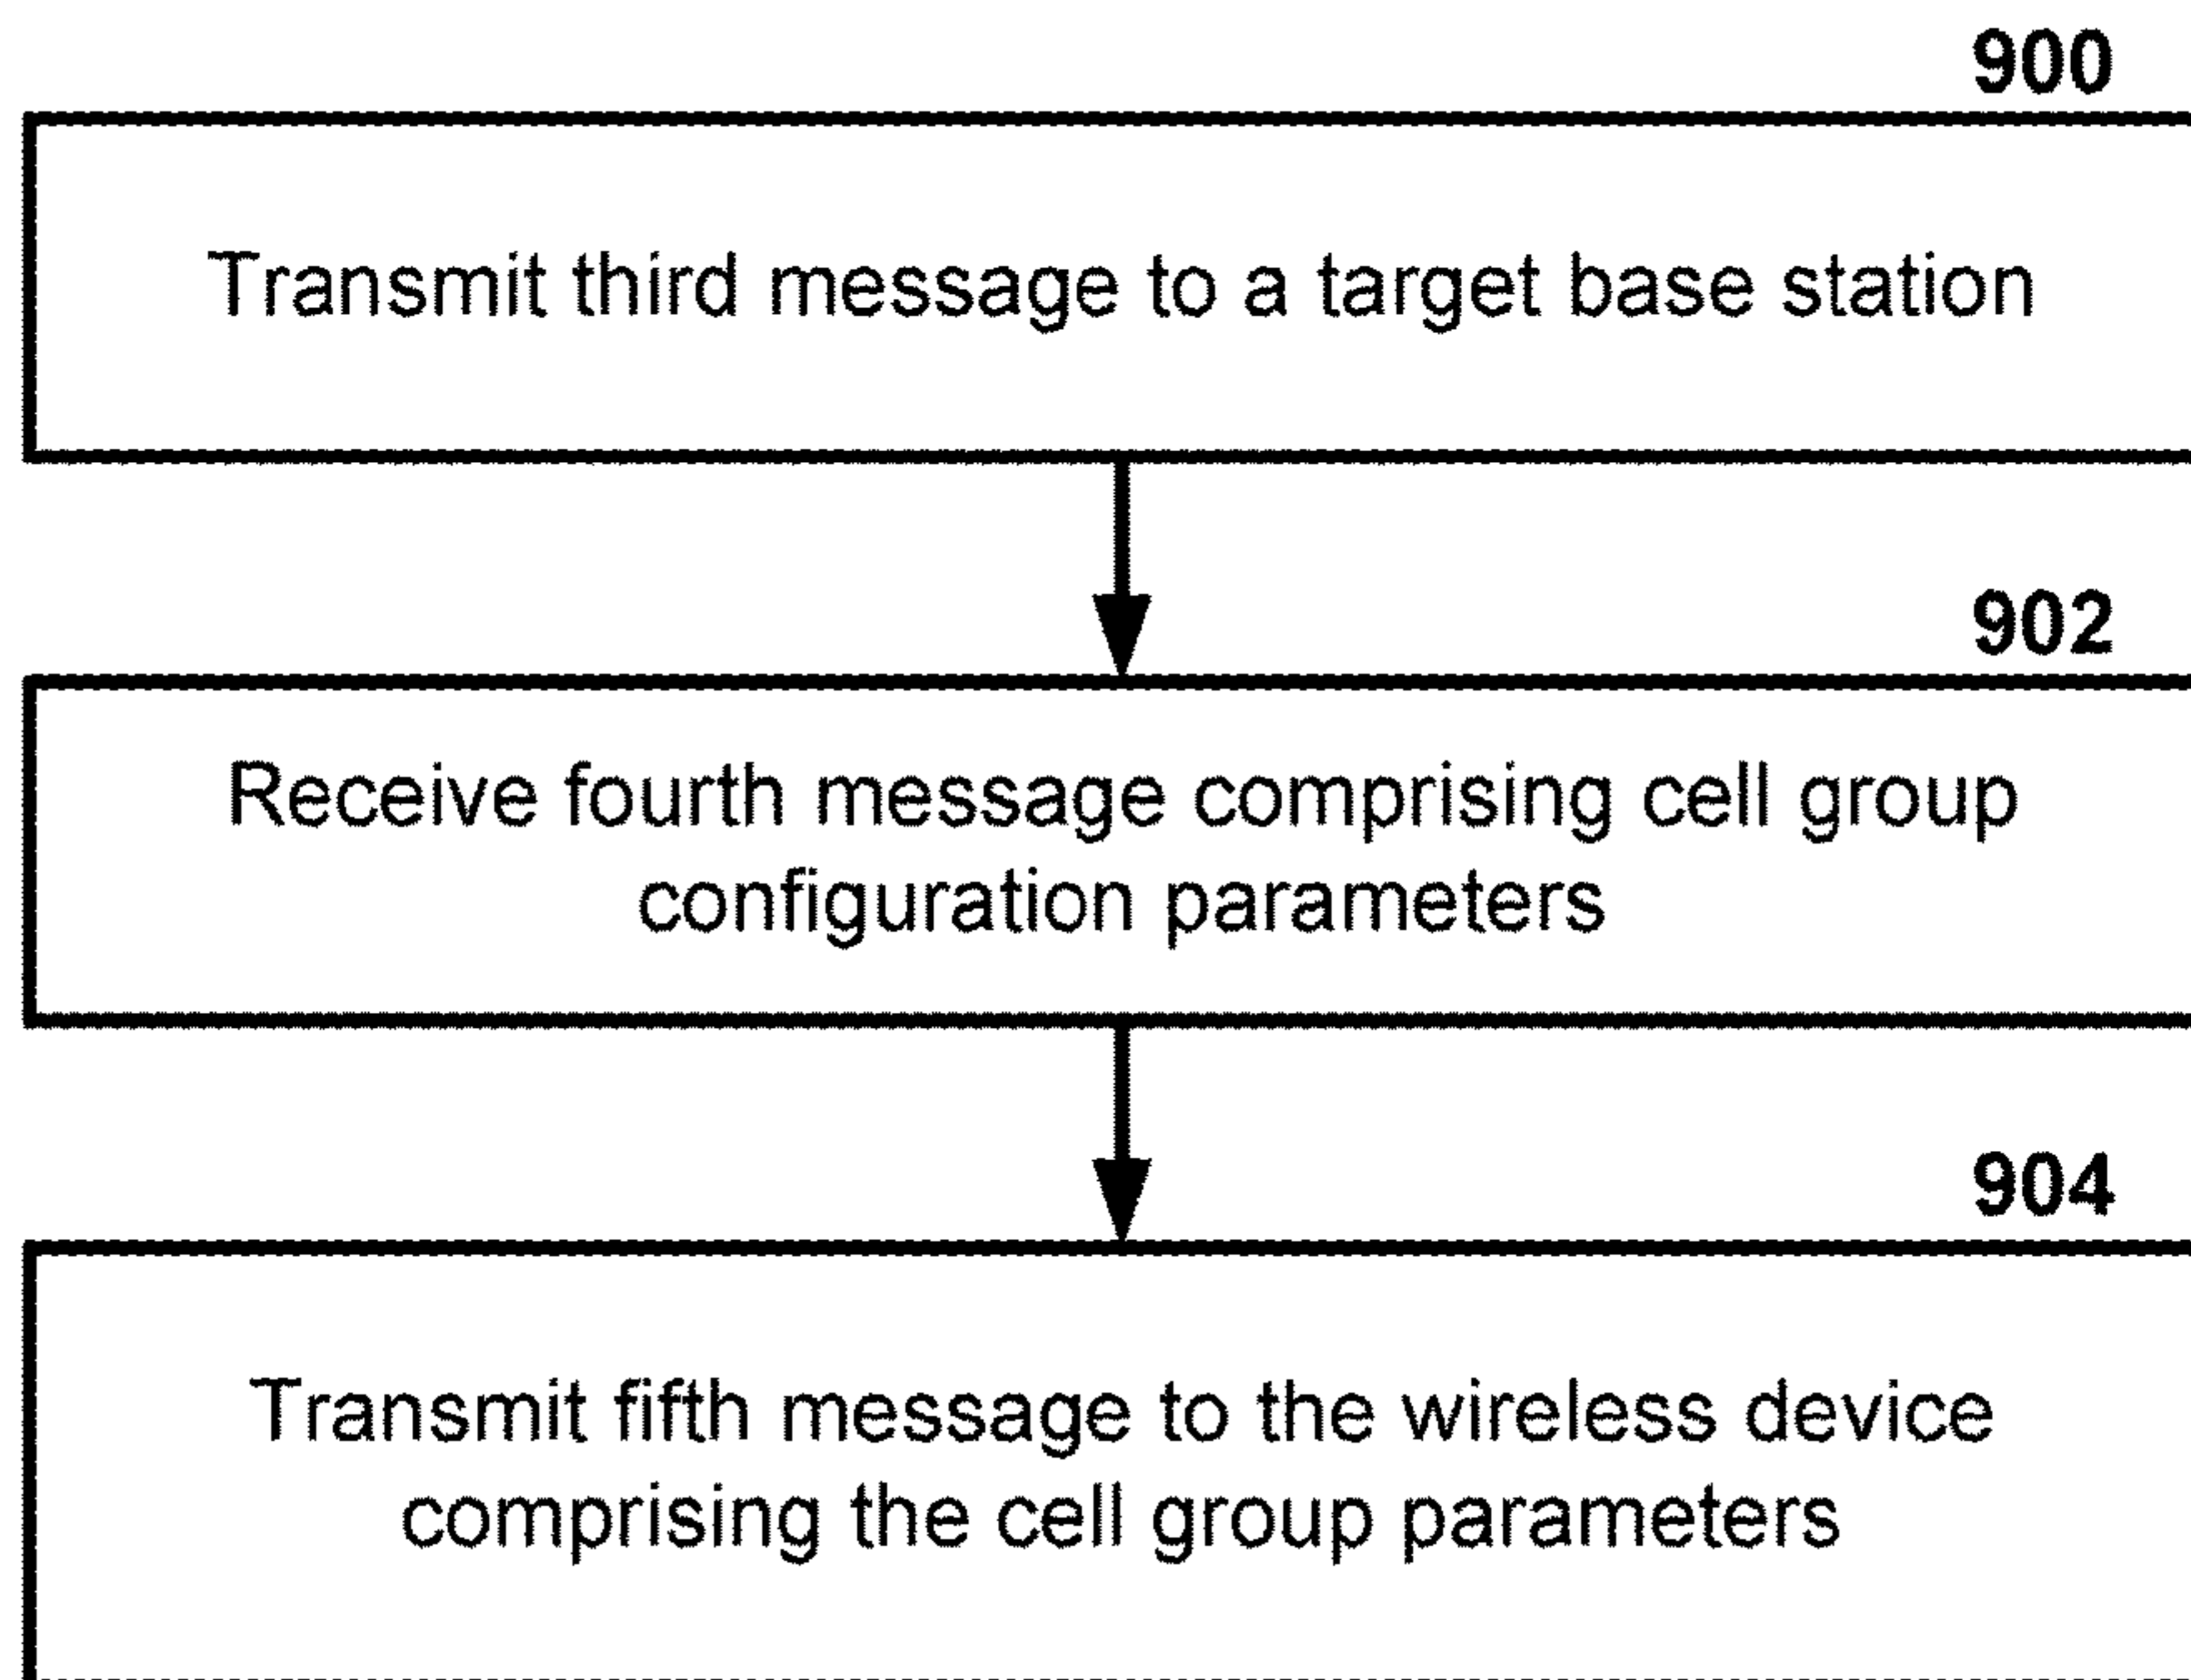 900
Transmit third message to a target base station
902
Receive fourth message comprising cell group
configuration parameters
904
Transmit fifth message to the wireless device
comprising the cell group parameters